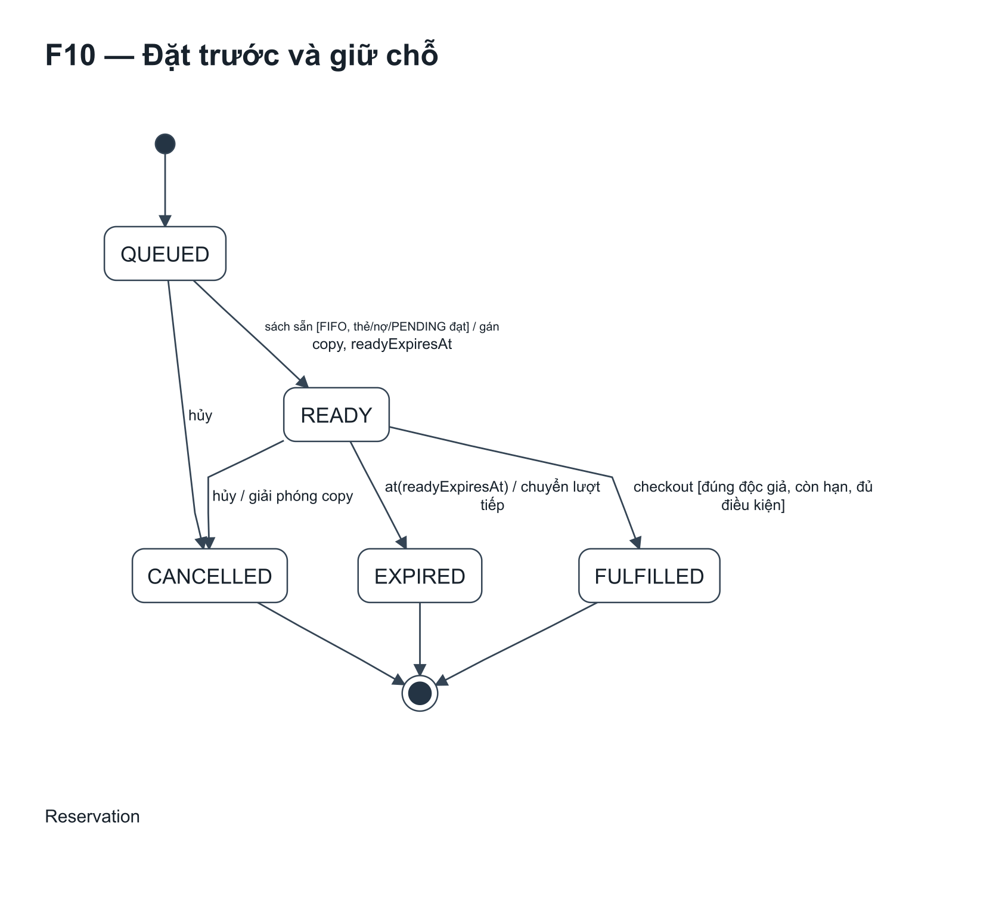 F10 — Đặt trước và giữ chỗ
QUEUED
sách sẵn [FIFO, thẻ/nợ/PENDING đạt] / gán
copy, readyExpiresAt
hủy
READY
hủy / giải phóng copy
at(readyExpiresAt) / chuyển lượt
tiếp
checkout [đúng độc giả, còn hạn, đủ
điều kiện]
CANCELLED
EXPIRED
FULFILLED
Reservation